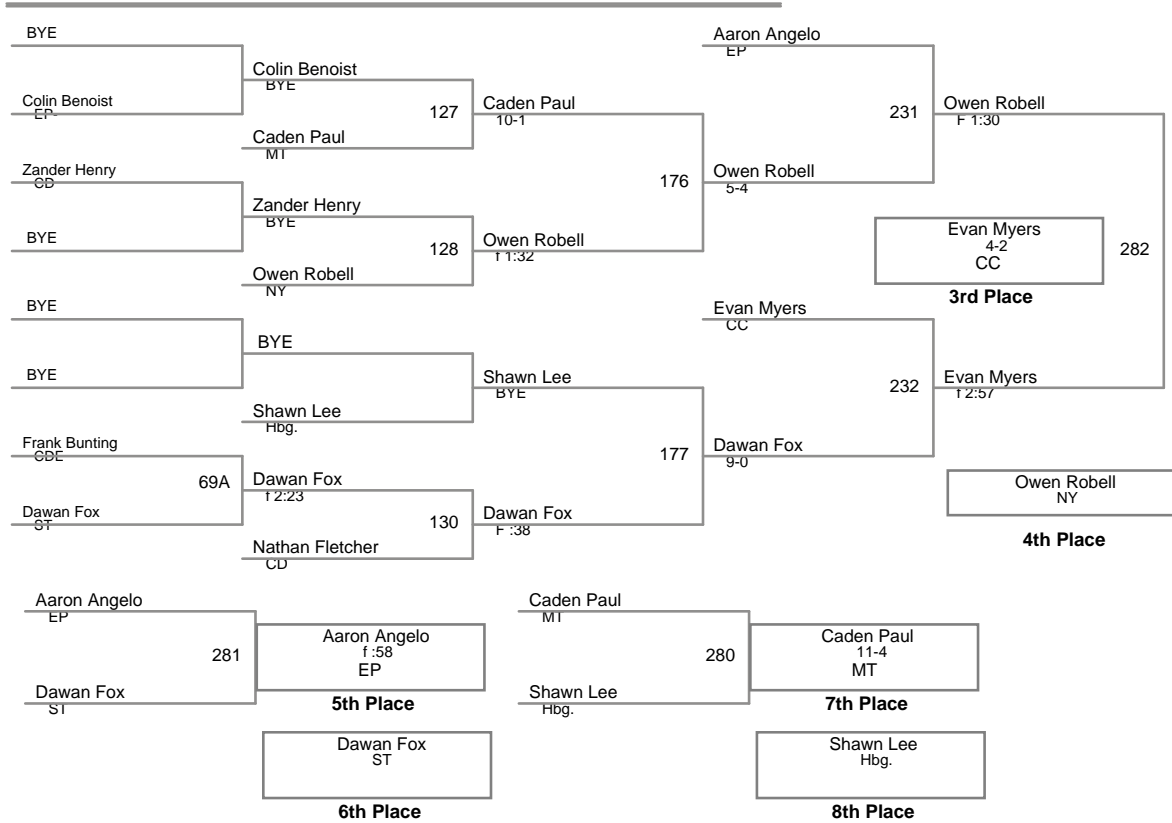 BYE
Aaron Angelo
EP
Colin Benoist
BYE
Colin Benoist
EP-
127
Caden Paul
10-1
231
Owen Robell
F 1:30
Caden Paul
MT
Zander Henry
CD
176
Owen Robell
5-4
Zander Henry
BYE
BYE
128
Owen Robell
f 1:32
Evan Myers
4-2
CC
282
Owen Robell
NY
3rd Place
BYE
Evan Myers
CC
BYE
BYE
Shawn Lee
BYE
232
Evan Myers
f 2:57
Shawn Lee
Hbg.
Frank Bunting
CDE
177
Dawan Fox
9-0
69A
Dawan Fox
f 2:23
Owen Robell
NY
Dawan Fox
ST
130
Dawan Fox
F :38
4th Place
Nathan Fletcher
CD
Aaron Angelo
EP
281
Aaron Angelo
f :58
EP
Dawan Fox
ST
5th Place
Dawan Fox
ST
6th Place
Caden Paul
MT
280
Caden Paul
11-4
MT
Shawn Lee
Hbg.
7th Place
Shawn Lee
Hbg.
8th Place